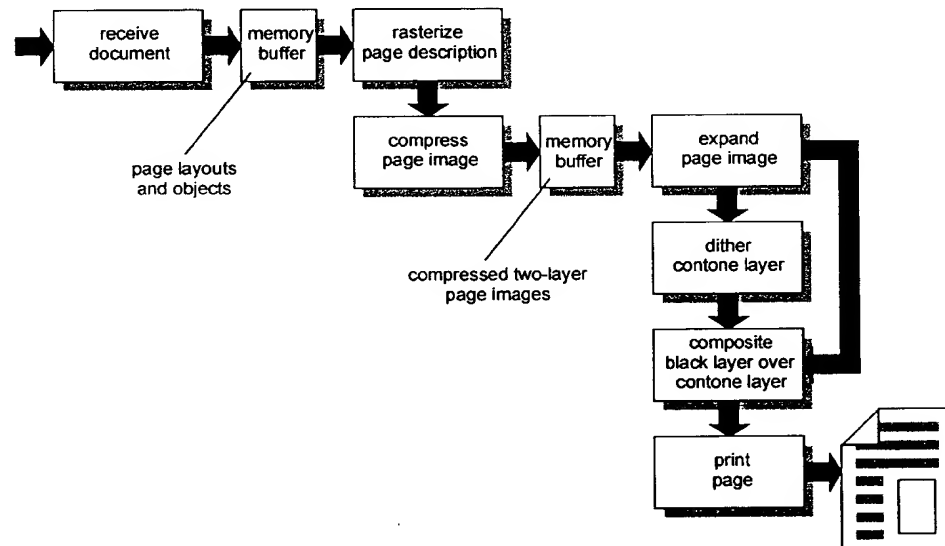 receive
document
memory
buffer
rasterize
page description
compress
page image
memory
buffer
expand
page image
page layouts
and objects
dither
contone layer
compressed two-layer
page images
composite
black layer over
contone layer
print
page